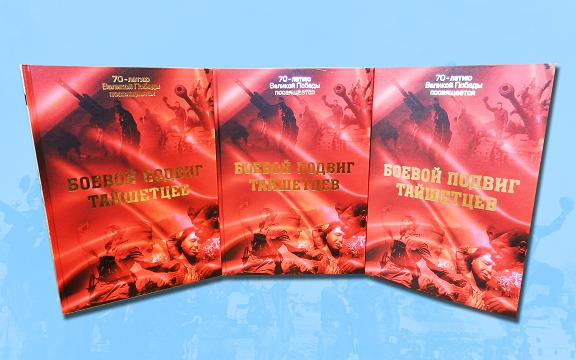 70-летию
Великой Победы
посвящается
БОЕВОЙ ПОДВИГ
ТАЙШЕТЦЕВ
70-летию
Великой Победы
посвящается
БОЕВОЙ ПОДВИГ
ТАЙШЕТЦЕВ
70-летию
Великой Победы
посвящается
БОЕВОЙ ПОДВИГ
ТАЙШЕТЦЕВ